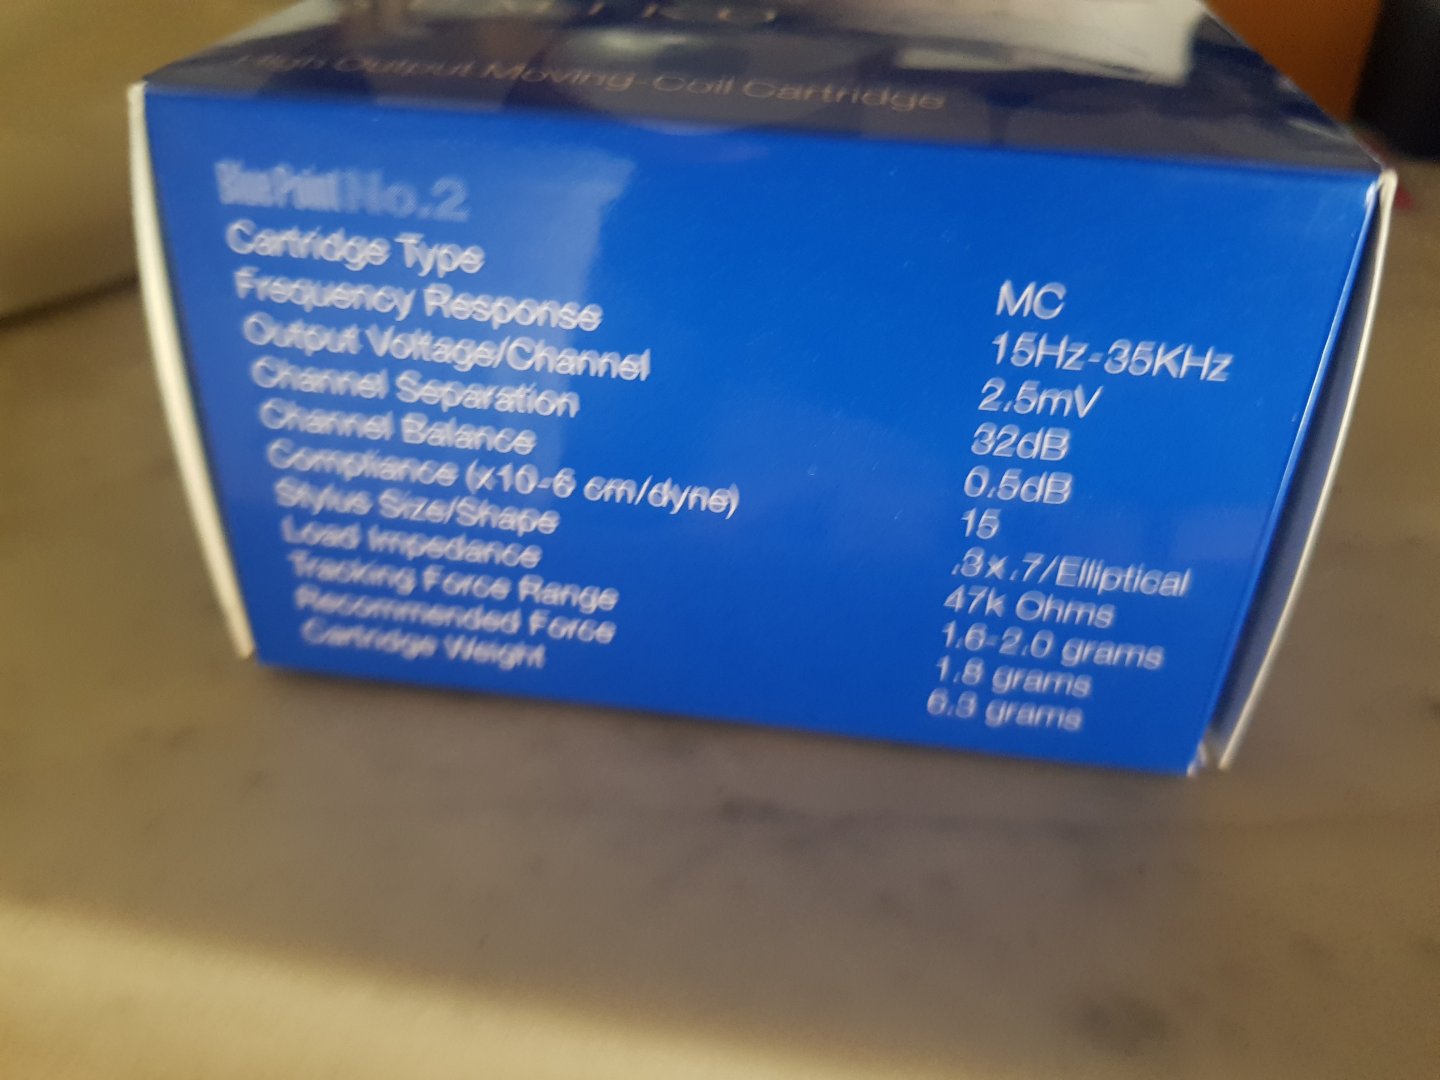 High Output Moving-Coil Cartridge
Blue Point No.2
Cartridge Type MC
Frequency Response 15Hz-35KHz
Output Voltage/Channel 2.5mV
Channel Separation 32dB
Channel Balance 0.5dB
Compliance (x10-6 cm/dyne) 15
Stylus Size/Shape .3x.7/Elliptical
Load Impedance 47k Ohms
Tracking Force Range 1.6-2.0 grams
Recommended Force 1.8 grams
Cartridge Weight 6.3 grams